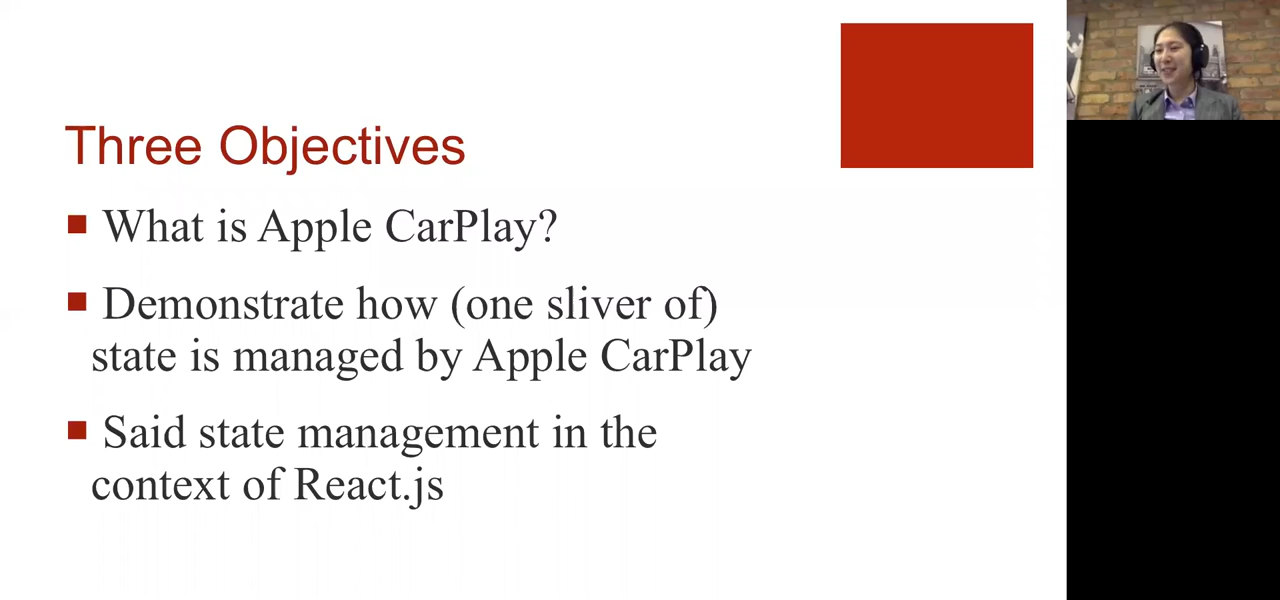 Three Objectives
What is Apple CarPlay?
Demonstrate how (one sliver of)
state is managed by Apple CarPlay
Said state management in the
context of React.js